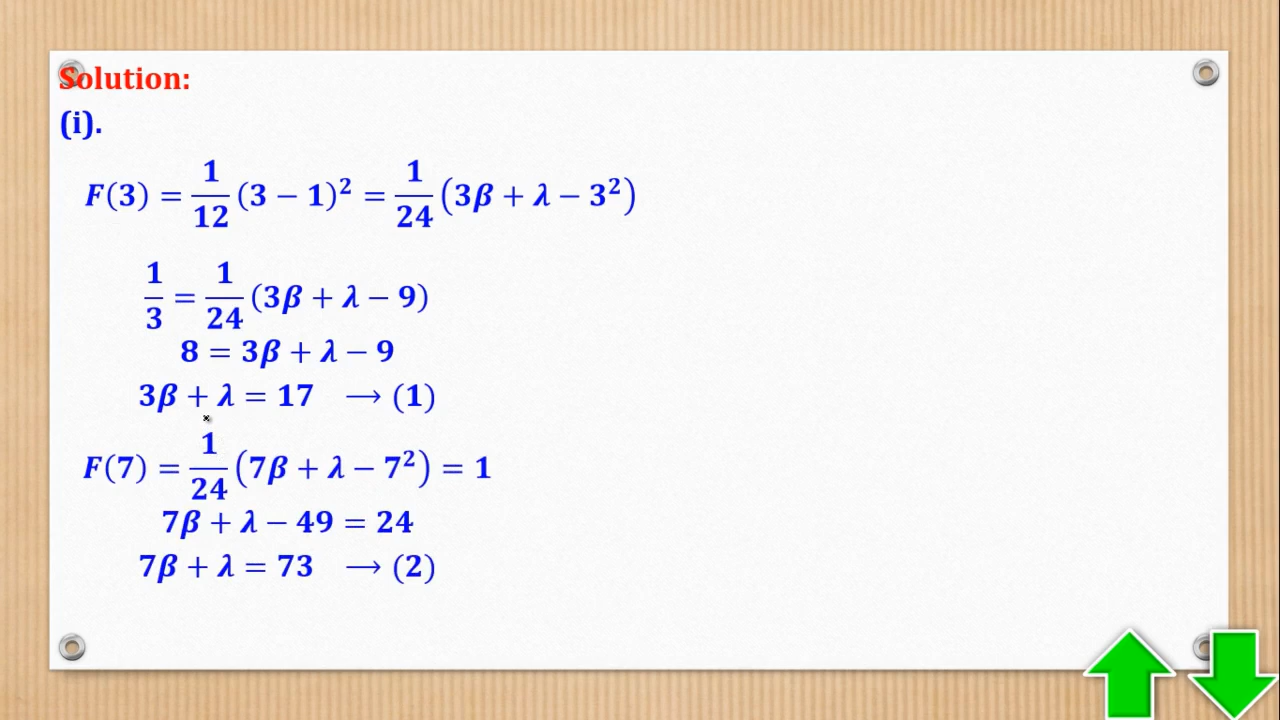 Solution:
(i).
F(3) = 1/12 (3 − 1)² = 1/24 (3β + λ − 3²)
1/3 = 1/24 (3β + λ − 9)
8 = 3β + λ − 9
3β + λ = 17 → (1)
F(7) = 1/24 (7β + λ − 7²) = 1
7β + λ − 49 = 24
7β + λ = 73 → (2)